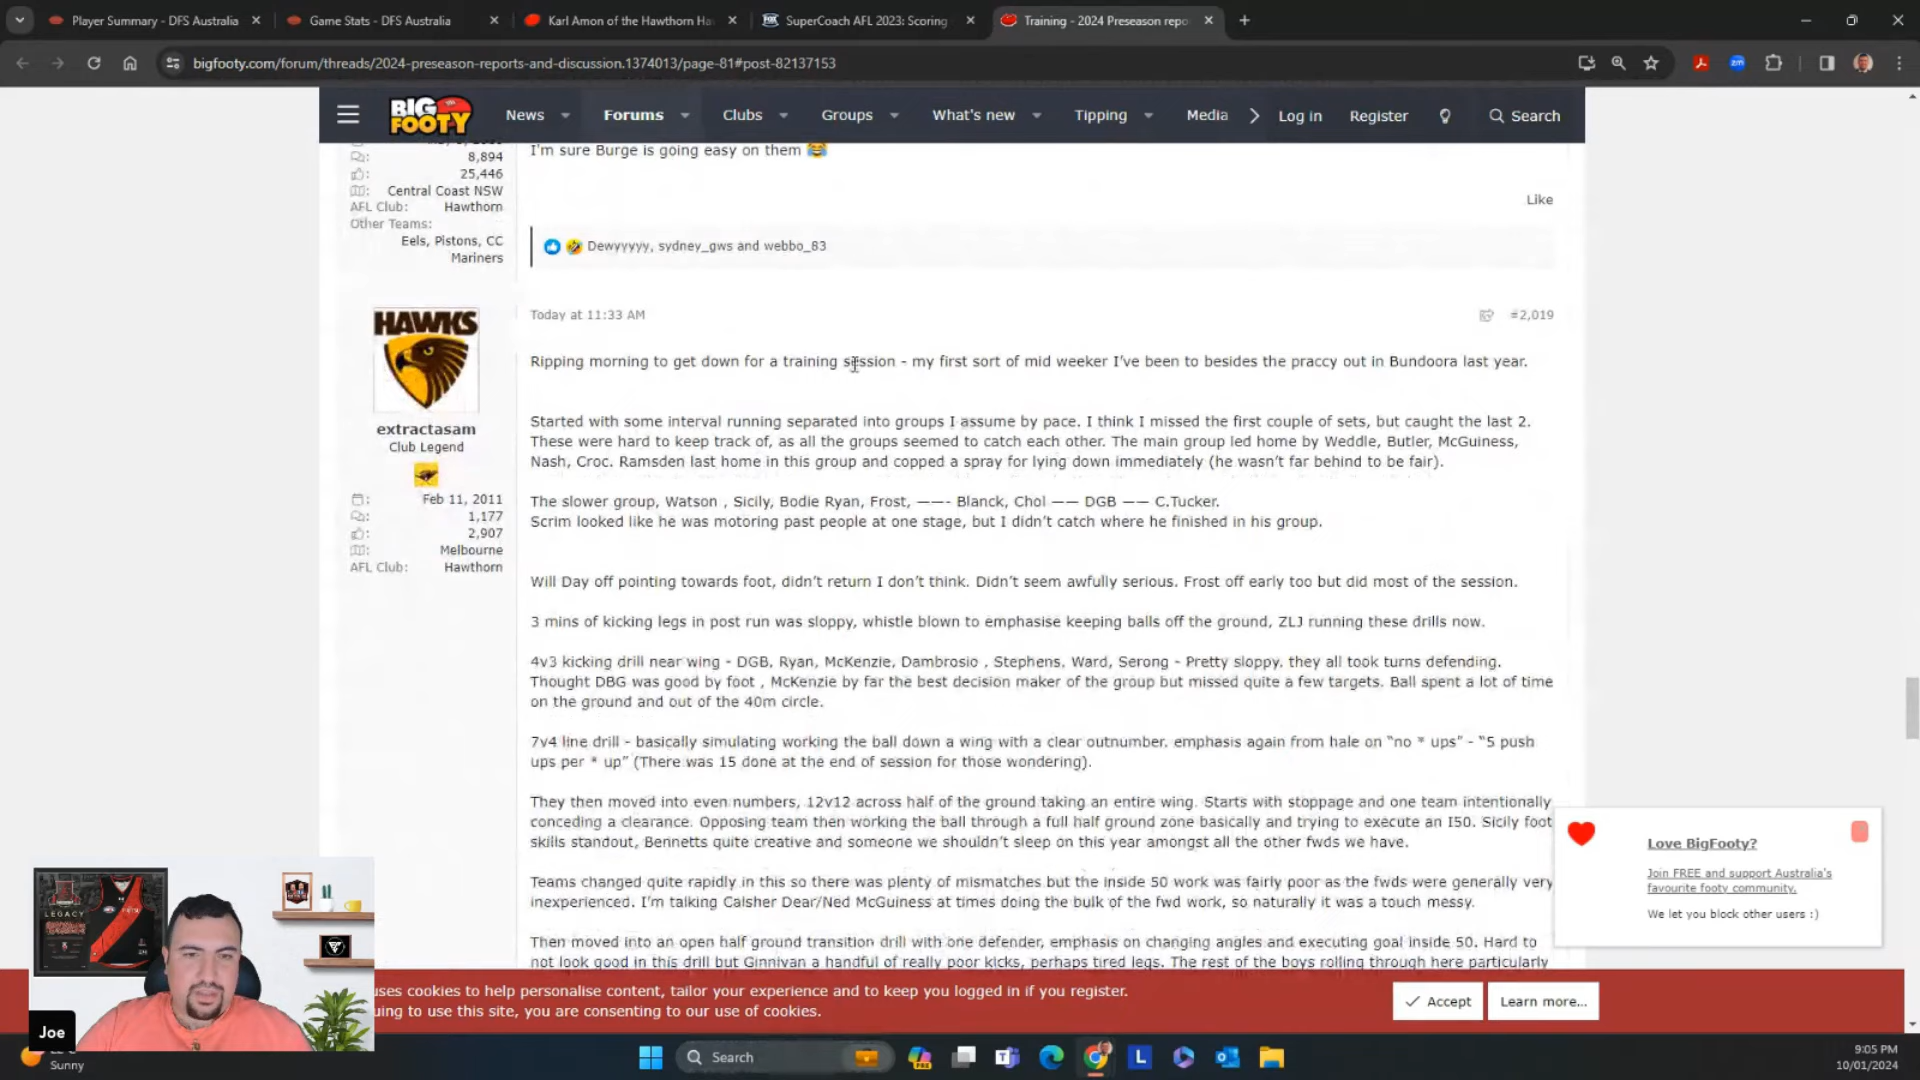 Player Summary - DFS Australia
Game Stats - DFS Australia
Karl Amon of the Hawthorn Ha
SuperCoach AFL 2023: Scoring
Training - 2024 Preseason repo
bigfooty.com/forum/threads/2024-preseason-reports-and-discussion.1374013/page-81#post-82137153
BIG FOOTY
News
Forums
Clubs
Groups
What's new
Tipping
Media
Log in
Register
Search
8,894
25,446
Central Coast NSW
AFL Club: Hawthorn
Other Teams:
Eels, Pistons, CC
Mariners
I'm sure Burge is going easy on them 😂
Like
Dewyyyyy, sydney_gws and webbo_83
HAWKS
extractasam
Club Legend
Feb 11, 2011
1,177
2,907
Melbourne
AFL Club: Hawthorn
Today at 11:33 AM
#2,019
Ripping morning to get down for a training session - my first sort of mid weeker I've been to besides the praccy out in Bundoora last year.
Started with some interval running separated into groups I assume by pace. I think I missed the first couple of sets, but caught the last 2.
These were hard to keep track of, as all the groups seemed to catch each other. The main group led home by Weddle, Butler, McGuiness,
Nash, Croc. Ramsden last home in this group and copped a spray for lying down immediately (he wasn't far behind to be fair).
The slower group, Watson , Sicily, Bodie Ryan, Frost, ——- Blanck, Chol —— DGB —— C.Tucker.
Scrim looked like he was motoring past people at one stage, but I didn't catch where he finished in his group.
Will Day off pointing towards foot, didn't return I don't think. Didn't seem awfully serious. Frost off early too but did most of the session.
3 mins of kicking legs in post run was sloppy, whistle blown to emphasise keeping balls off the ground, ZLJ running these drills now.
4v3 kicking drill near wing - DGB, Ryan, McKenzie, Dambrosio , Stephens, Ward, Serong - Pretty sloppy, they all took turns defending.
Thought DBG was good by foot , McKenzie by far the best decision maker of the group but missed quite a few targets. Ball spent a lot of time
on the ground and out of the 40m circle.
7v4 line drill - basically simulating working the ball down a wing with a clear outnumber, emphasis again from hale on "no * ups" - "5 push
ups per * up" (There was 15 done at the end of session for those wondering).
They then moved into even numbers, 12v12 across half of the ground taking an entire wing. Starts with stoppage and one team intentionally
conceding a clearance. Opposing team then working the ball through a full half ground zone basically and trying to execute an I50. Sicily foot
skills standout, Bennetts quite creative and someone we shouldn't sleep on this year amongst all the other fwds we have.
Teams changed quite rapidly in this so there was plenty of mismatches but the inside 50 work was fairly poor as the fwds were generally very
inexperienced. I'm talking Calsher Dear/Ned McGuiness at times doing the bulk of the fwd work, so naturally it was a touch messy.
Then moved into an open half ground transition drill with one defender, emphasis on changing angles and executing goal inside 50. Hard to
not look good in this drill but Ginnivan a handful of really poor kicks, perhaps tired legs. The rest of the boys rolling through here particularly
Love BigFooty?
Join FREE and support Australia's
favourite footy community.
We let you block other users :)
uses cookies to help personalise content, tailor your experience and to keep you logged in if you register.
uing to use this site, you are consenting to our use of cookies.
Accept
Learn more...
LEGACY
Joe
Sunny
Search
9:05 PM
10/01/2024